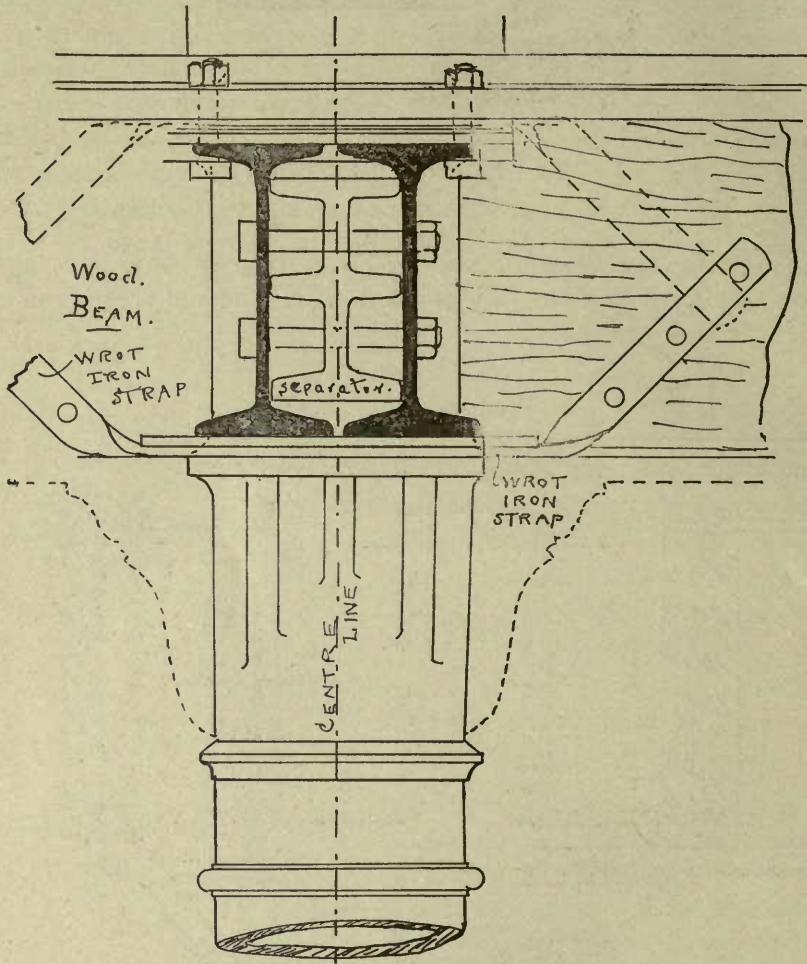 Wood.
BEAM.
WROT
IRON
STRAP
separator.
WROT
IRON
STRAP
CENTRE
LINE